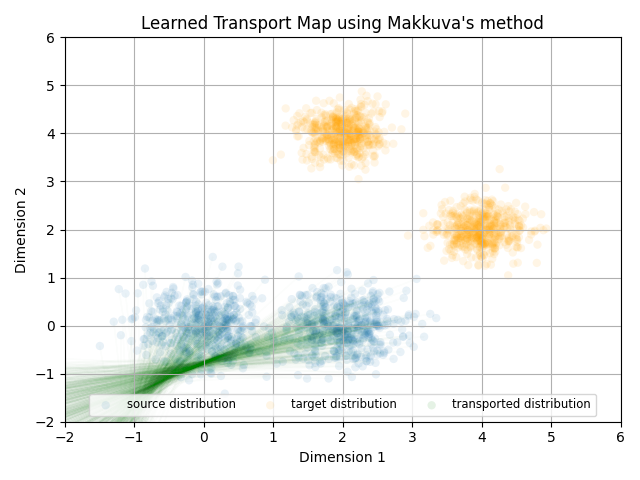 Learned Transport Map using Makkuva's method
6
5
4
3
2
1
0
−1
−2
Dimension 2
source distribution target distribution transported distribution
−2 −1 0 1 2 3 4 5 6
Dimension 1